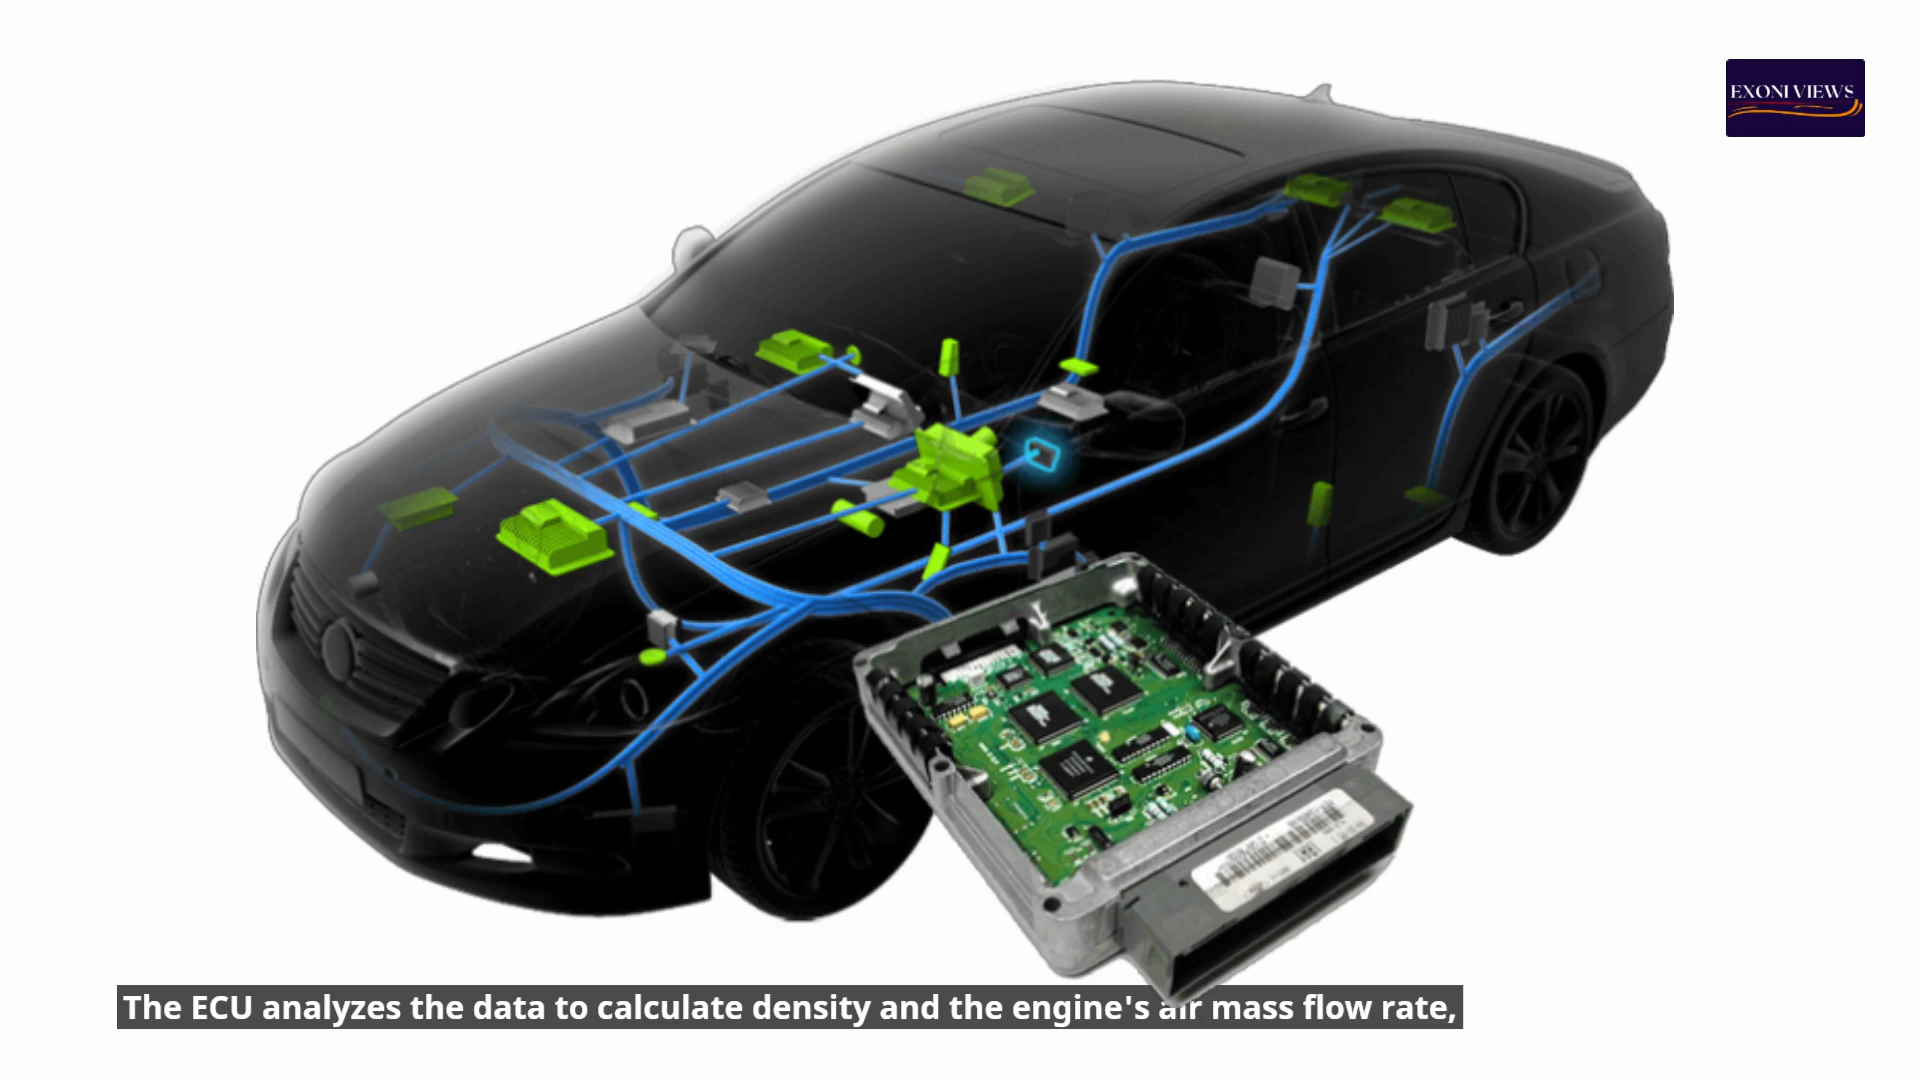 EXONI VIEWS
The ECU analyzes the data to calculate density and the engine's air mass flow rate,